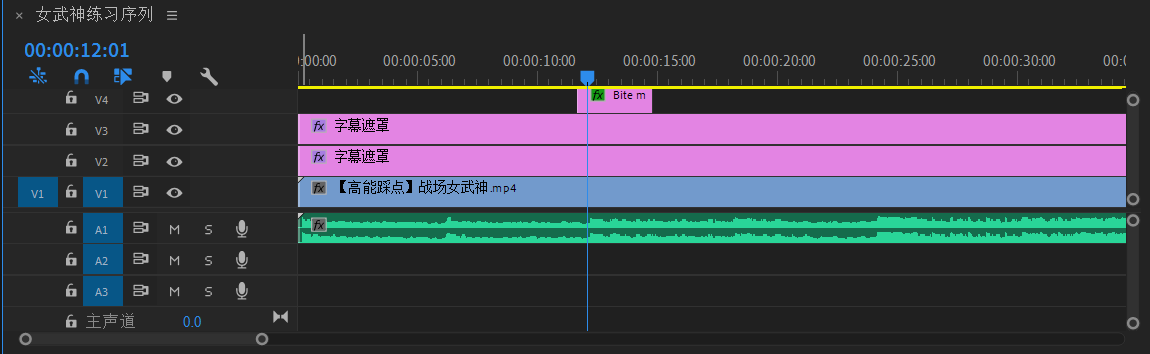 × 女武神练习序列
00:00:12:01
:00:00 00:00:05:00 00:00:10:00 00:00:15:00 00:00:20:00 00:00:25:00 00:00:30:00 00:0
V4 fx Bite m
V3 fx 字幕遮罩
V2 fx 字幕遮罩
V1 V1 fx 【高能踩点】战场女武神.mp4
A1 M S fx
A2 M S
A3 M S
主声道 0.0